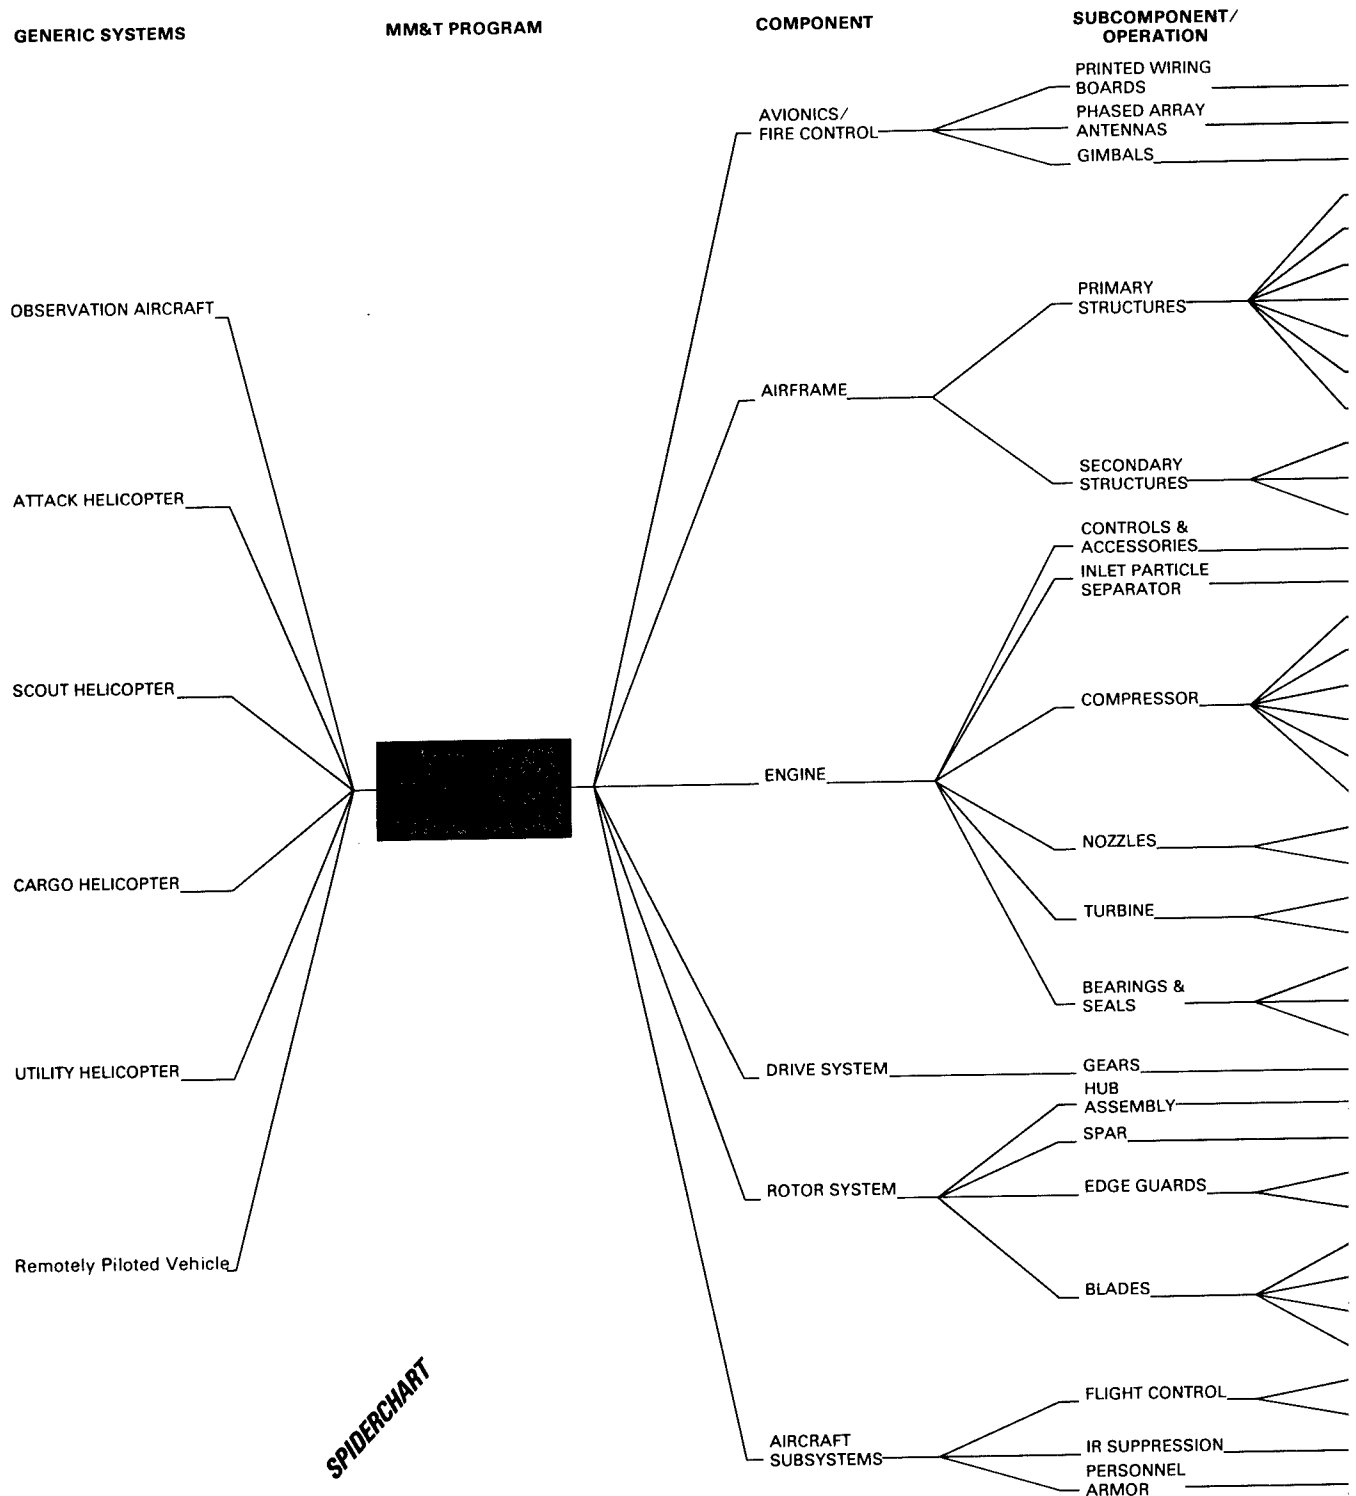 GENERIC SYSTEMS
MM&T PROGRAM
COMPONENT
SUBCOMPONENT/
OPERATION
OBSERVATION AIRCRAFT
ATTACK HELICOPTER
SCOUT HELICOPTER
CARGO HELICOPTER
UTILITY HELICOPTER
Remotely Piloted Vehicle
AVIONICS/
FIRE CONTROL
AIRFRAME
ENGINE
DRIVE SYSTEM
ROTOR SYSTEM
AIRCRAFT
SUBSYSTEMS
PRINTED WIRING
BOARDS
PHASED ARRAY
ANTENNAS
GIMBALS
PRIMARY
STRUCTURES
SECONDARY
STRUCTURES
CONTROLS &
ACCESSORIES
INLET PARTICLE
SEPARATOR
COMPRESSOR
NOZZLES
TURBINE
BEARINGS &
SEALS
GEARS
HUB
ASSEMBLY
SPAR
EDGE GUARDS
BLADES
FLIGHT CONTROL
IR SUPPRESSION
PERSONNEL
ARMOR
SPIDERCHART